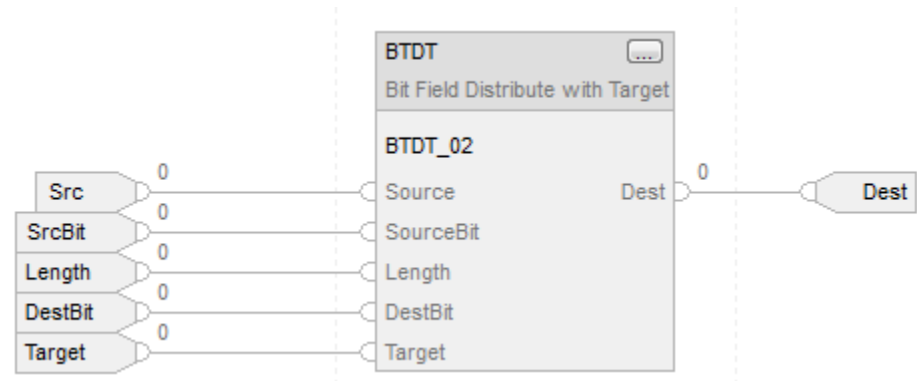 BTDT
...
Bit Field Distribute with Target
BTDT_02
Src 0 Source Dest 0 Dest
SrcBit 0 SourceBit
Length 0 Length
DestBit 0 DestBit
Target 0 Target